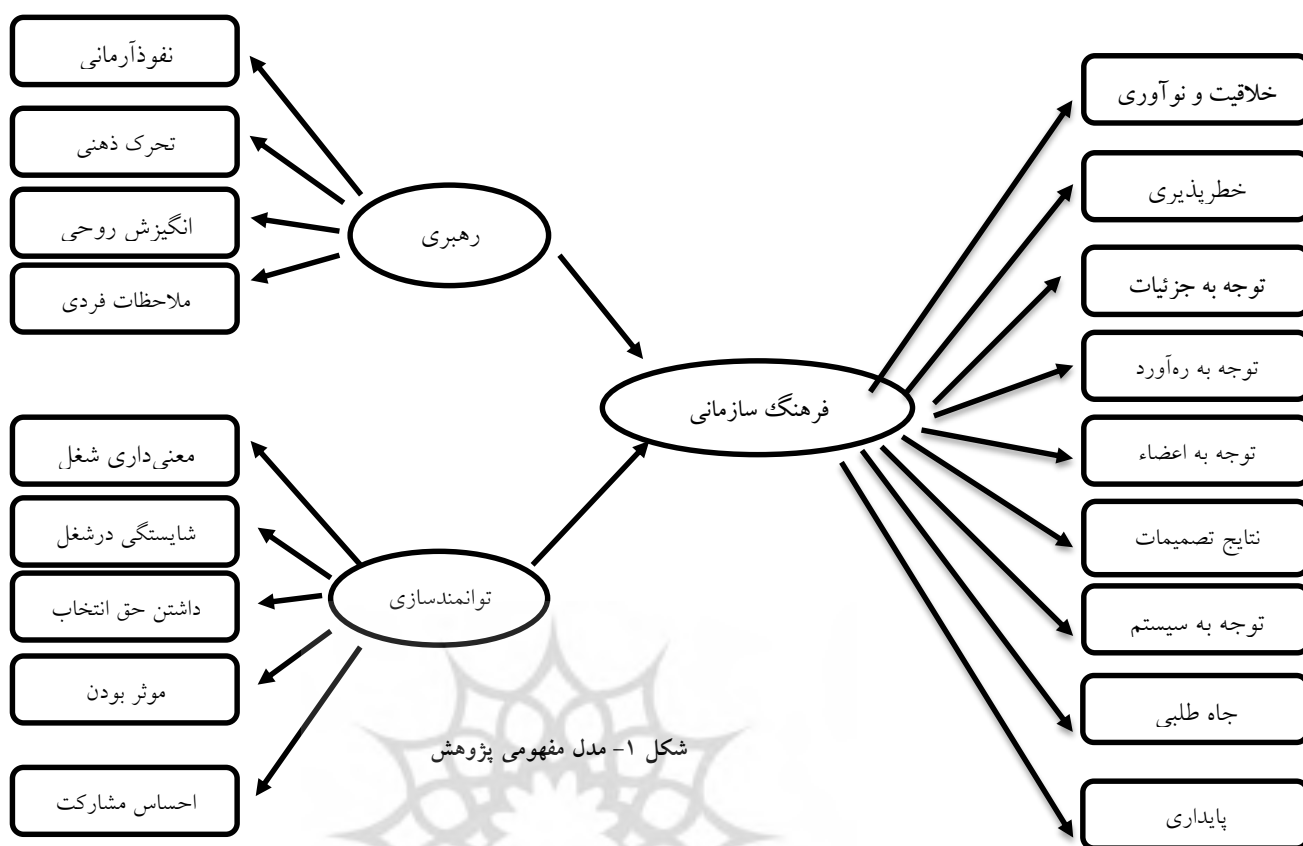 خلاقیت و نوآوری
خطرپذیری
توجه به جزئیات
توجه به ره‌آورد
توجه به اعضاء
نتایج تصمیمات
توجه به سیستم
جاه طلبی
پایداری
فرهنگ سازمانی
رهبری
توانمندسازی
نفوذآرمانی
تحرک ذهنی
انگیزش روحی
ملاحظات فردی
معنی‌داری شغل
شایستگی درشغل
داشتن حق انتخاب
موثر بودن
احساس مشارکت
شکل ۱- مدل مفهومی پژوهش